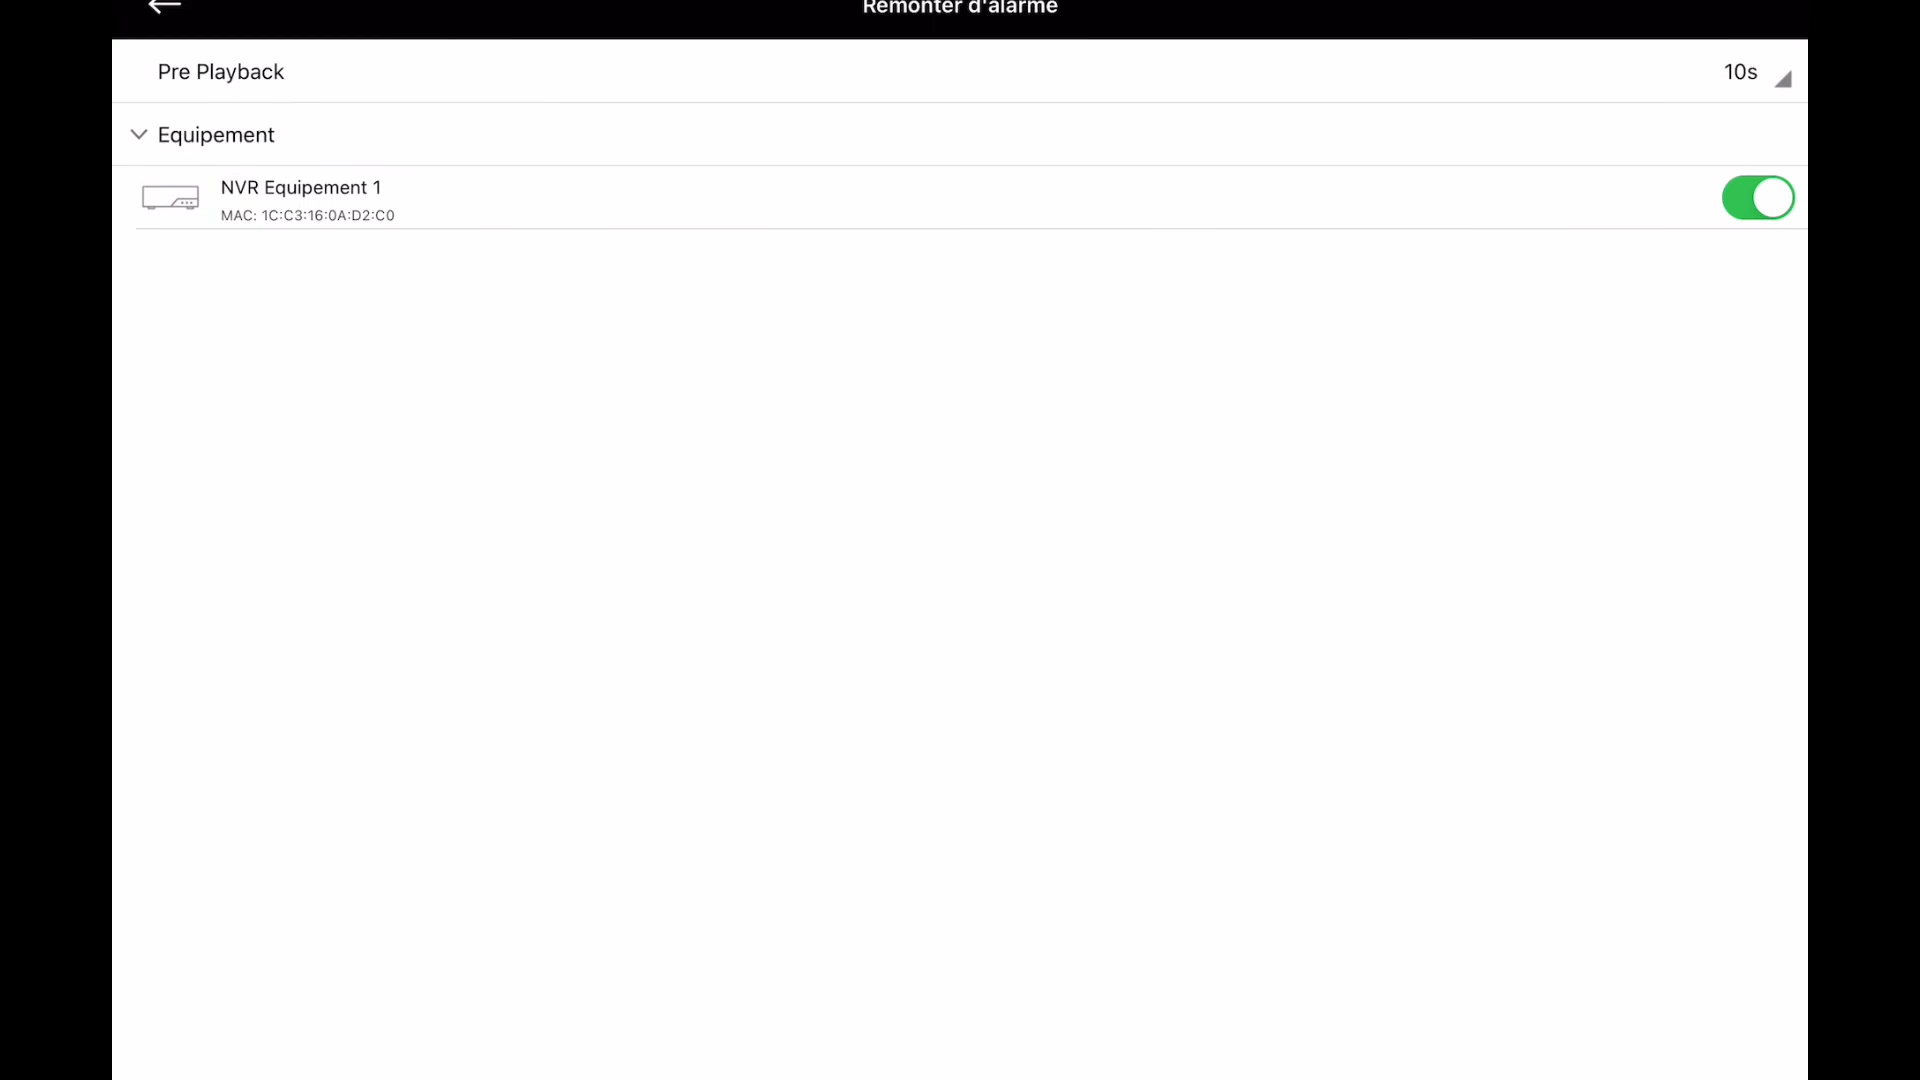 Remonter d'alarme
Pre Playback
10s
Equipement
NVR Equipement 1
MAC: 1C:C3:16:0A:D2:C0